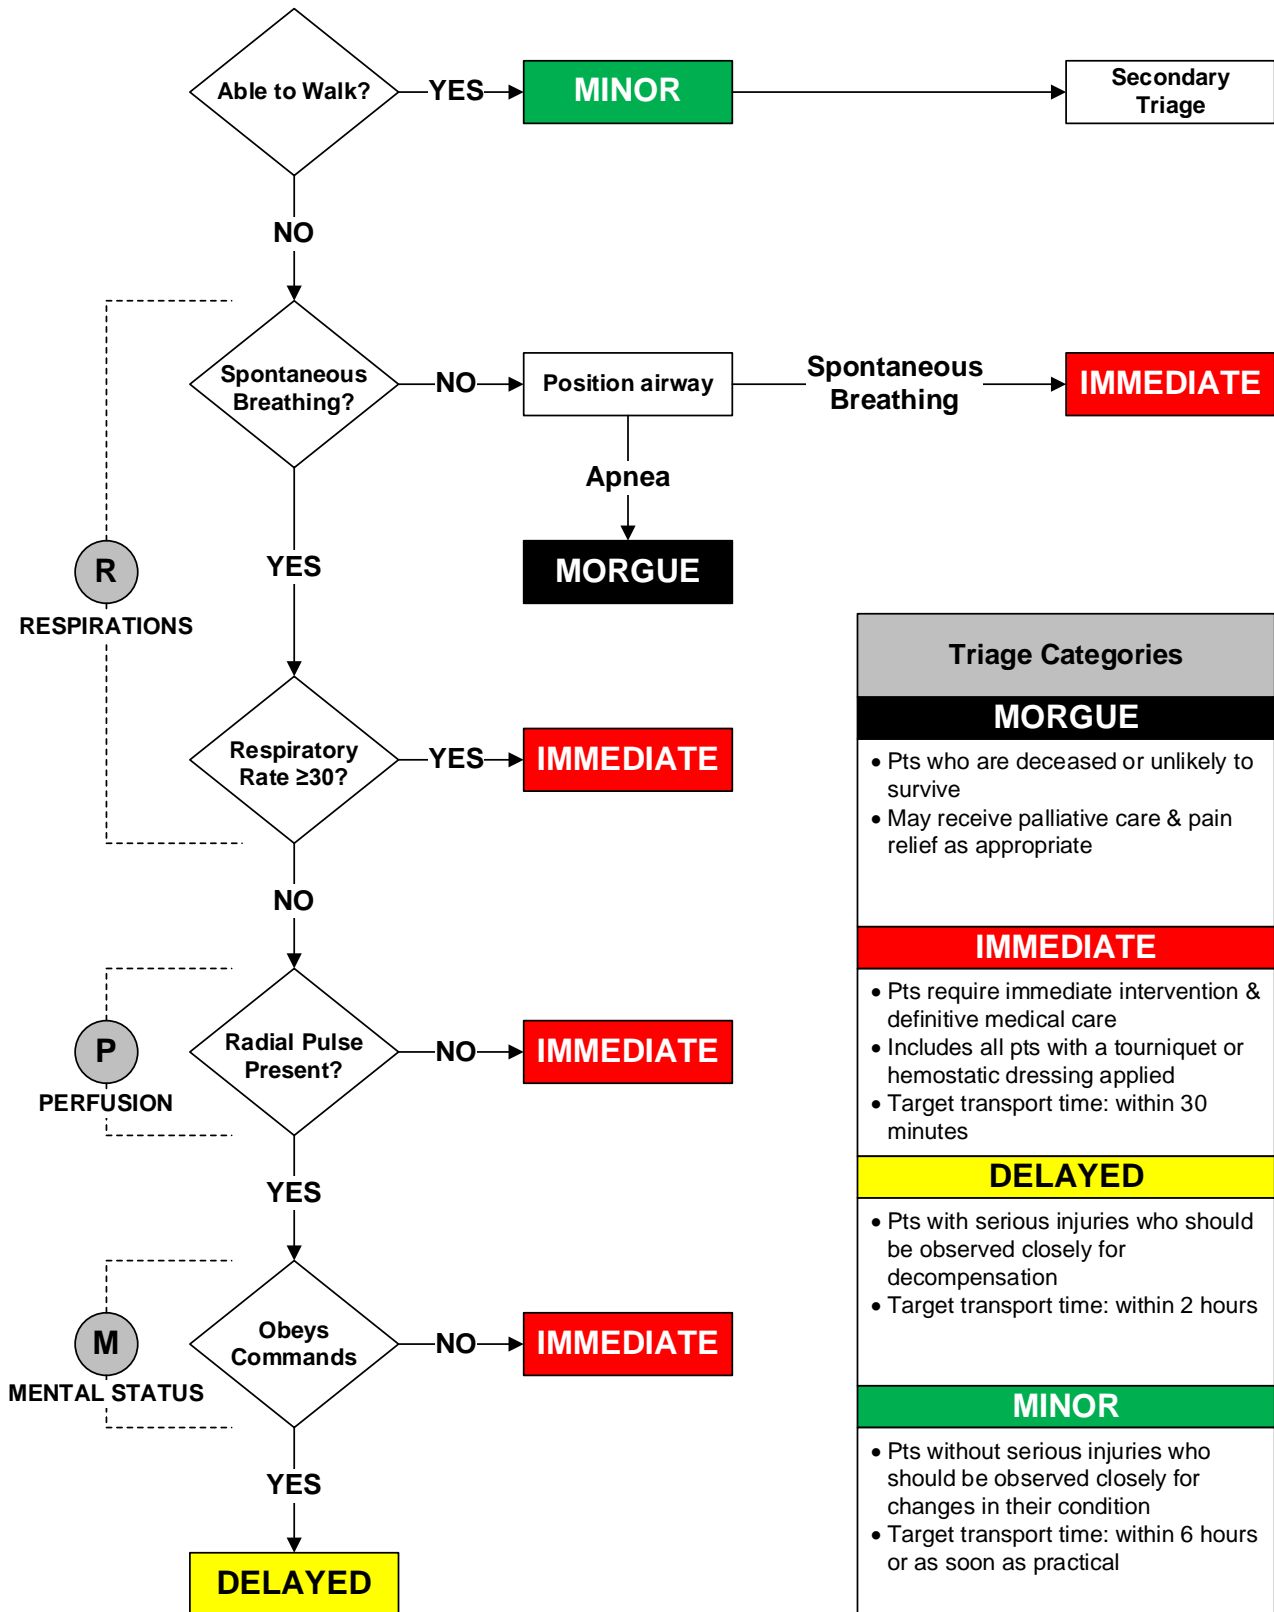 Able to Walk?
YES
MINOR
Secondary
Triage
NO
Spontaneous
Breathing?
NO
Position airway
Spontaneous
Breathing
IMMEDIATE
Apnea
MORGUE
YES
R
RESPIRATIONS
Respiratory
Rate ≥30?
YES
IMMEDIATE
NO
P
PERFUSION
Radial Pulse
Present?
NO
IMMEDIATE
YES
M
MENTAL STATUS
Obeys
Commands
NO
IMMEDIATE
YES
DELAYED
Triage Categories
MORGUE
• Pts who are deceased or unlikely to
survive
• May receive palliative care & pain
relief as appropriate
IMMEDIATE
• Pts require immediate intervention &
definitive medical care
• Includes all pts with a tourniquet or
hemostatic dressing applied
• Target transport time: within 30
minutes
DELAYED
• Pts with serious injuries who should
be observed closely for
decompensation
• Target transport time: within 2 hours
MINOR
• Pts without serious injuries who
should be observed closely for
changes in their condition
• Target transport time: within 6 hours
or as soon as practical